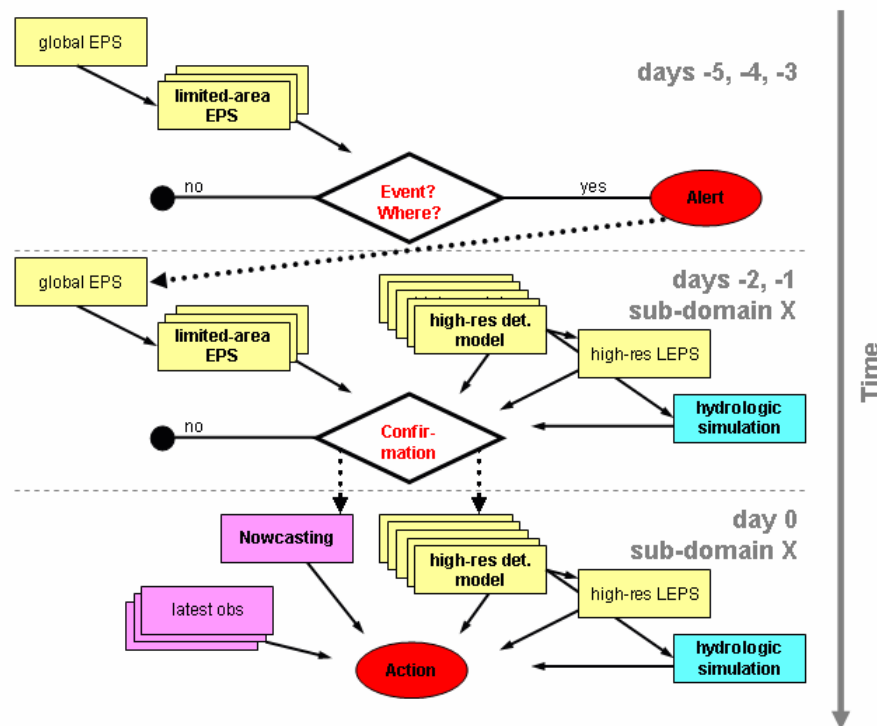 global EPS
limited-area
EPS
days -5, -4, -3
no
Event?
Where?
yes
Alert
global EPS
limited-area
EPS
high-res det.
model
days -2, -1
sub-domain X
high-res LEPS
hydrologic
simulation
no
Confir-
mation
Time
Nowcasting
high-res det.
model
day 0
sub-domain X
high-res LEPS
latest obs
hydrologic
simulation
Action